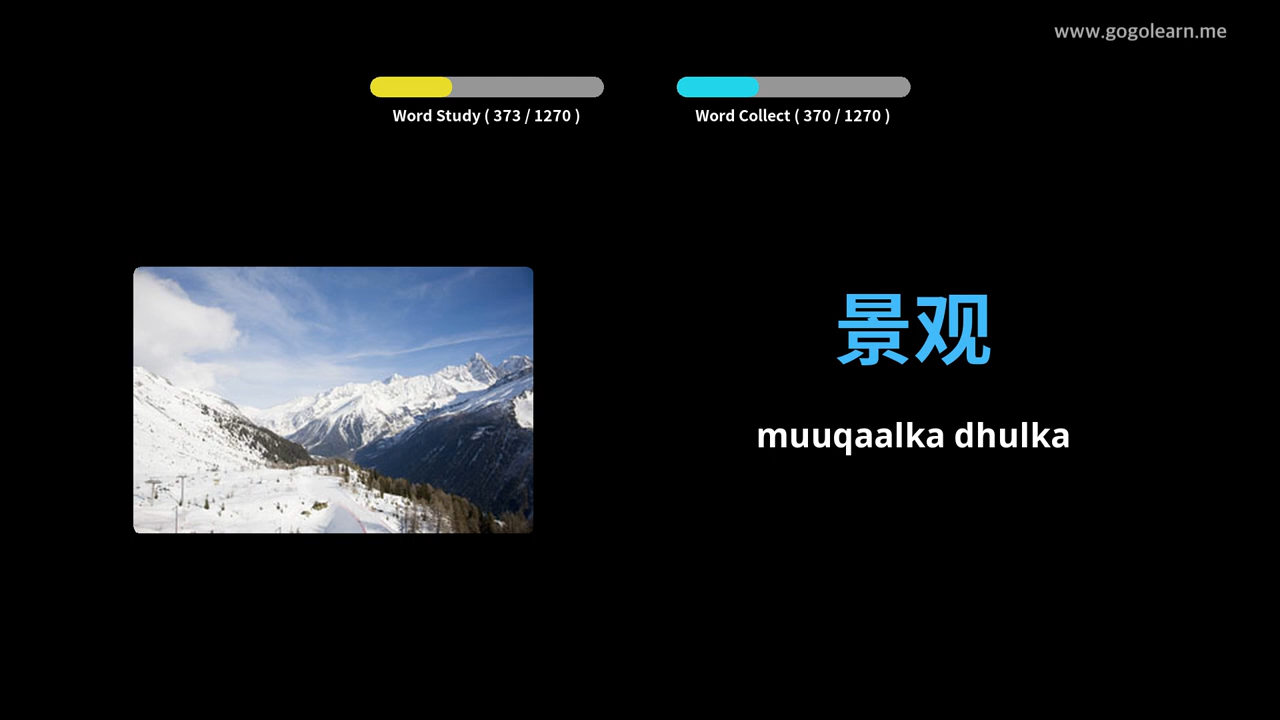 www.gogolearn.me
Word Study ( 373 / 1270 )
Word Collect ( 370 / 1270 )
景观
muuqaalka dhulka